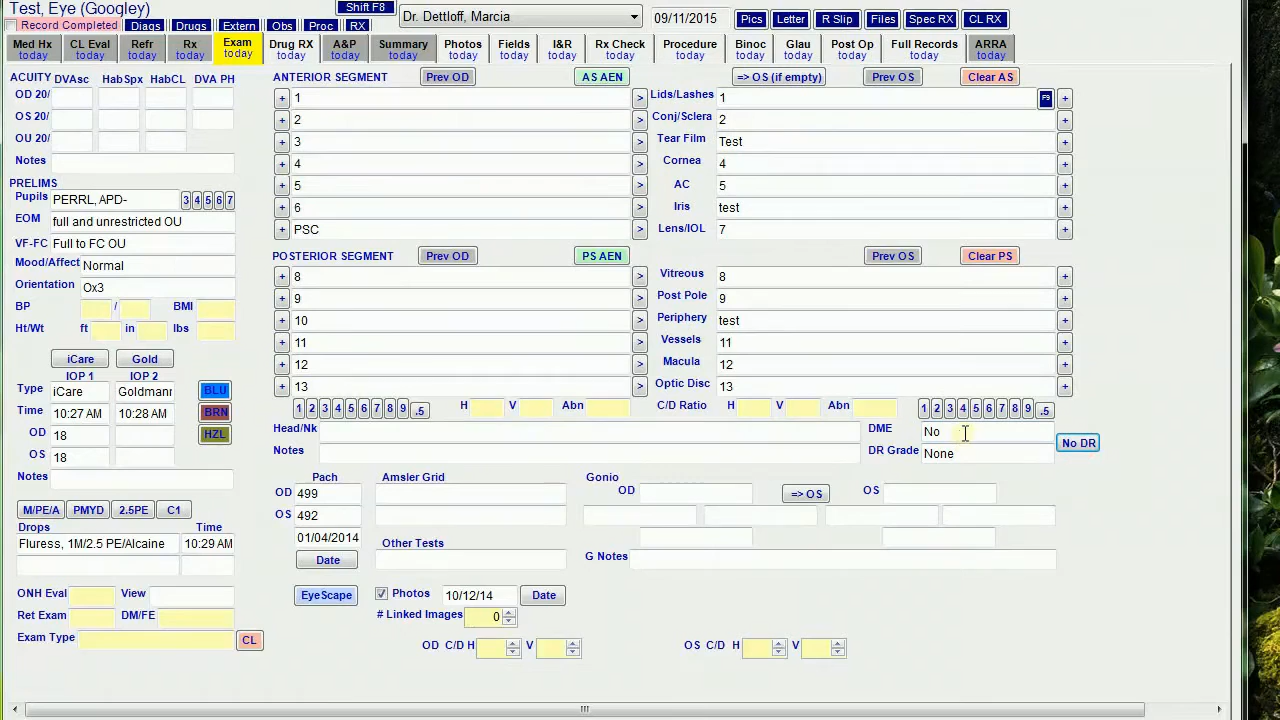 Test, Eye (Googley)
Shift F8
Dr. Dettloff, Marcia
09/11/2015
Pics
Letter
R Slip
Files
Spec RX
CL RX
Record Completed
Diags
Drugs
Extern
Obs
Proc
RX
Med Hx
today
CL Eval
today
Refr
today
Rx
today
Exam
today
Drug RX
today
A&P
today
Summary
today
Photos
today
Fields
today
I&R
today
Rx Check
today
Procedure
today
Binoc
today
Glau
today
Post Op
today
Full Recons
today
ARRA
today
ACUITY DVAsc HabSpx HabCL DVA PH
OD 20/
OS 20/
OU 20/
Notes
PRELIMS
Pupils PERRL, APD- 3 4 5 6 7
EOM full and unrestricted OU
VF-FC Full to FC OU
Mood/Affect Normal
Orientation Ox3
BP / BMI
Ht/Wt ft in lbs
iCare Gold
IOP 1 IOP 2
Type iCare Goldmann BLU
Time 10:27 AM 10:28 AM BRN
OD 18 HZL
OS 18
Notes
M/PE/A PMYD 2.5PE C1
Drops Time
Fluress, 1M/2.5 PE/Alcaine 10:29 AM
ONH Eval View
Ret Exam DM/FE
Exam Type CL
ANTERIOR SEGMENT Prev OD AS AEN => OS (if empty) Prev OS Clear AS
+ 1 > Lids/Lashes 1 F9 +
+ 2 > Conj/Sclera 2 +
+ 3 > Tear Film Test +
+ 4 > Cornea 4 +
+ 5 > AC 5 +
+ 6 > Iris test +
+ PSC > Lens/IOL 7 +
POSTERIOR SEGMENT Prev OD PS AEN Prev OS Clear PS
+ 8 > Vitreous 8 +
+ 9 > Post Pole 9 +
+ 10 > Periphery test +
+ 11 > Vessels 11 +
+ 12 > Macula 12 +
+ 13 > Optic Disc 13 +
1 2 3 4 5 6 7 8 9 .5 H V Abn C/D Ratio H V Abn 1 2 3 4 5 6 7 8 9 .5
Head/Nk DME No
Notes DR Grade None
No DR
Pach Amsler Grid Gonio
OD 499 OD => OS OS
OS 492
01/04/2014 Other Tests
Date G Notes
EyeScape Photos 10/12/14 Date
# Linked Images 0
OD C/D H V OS C/D H V